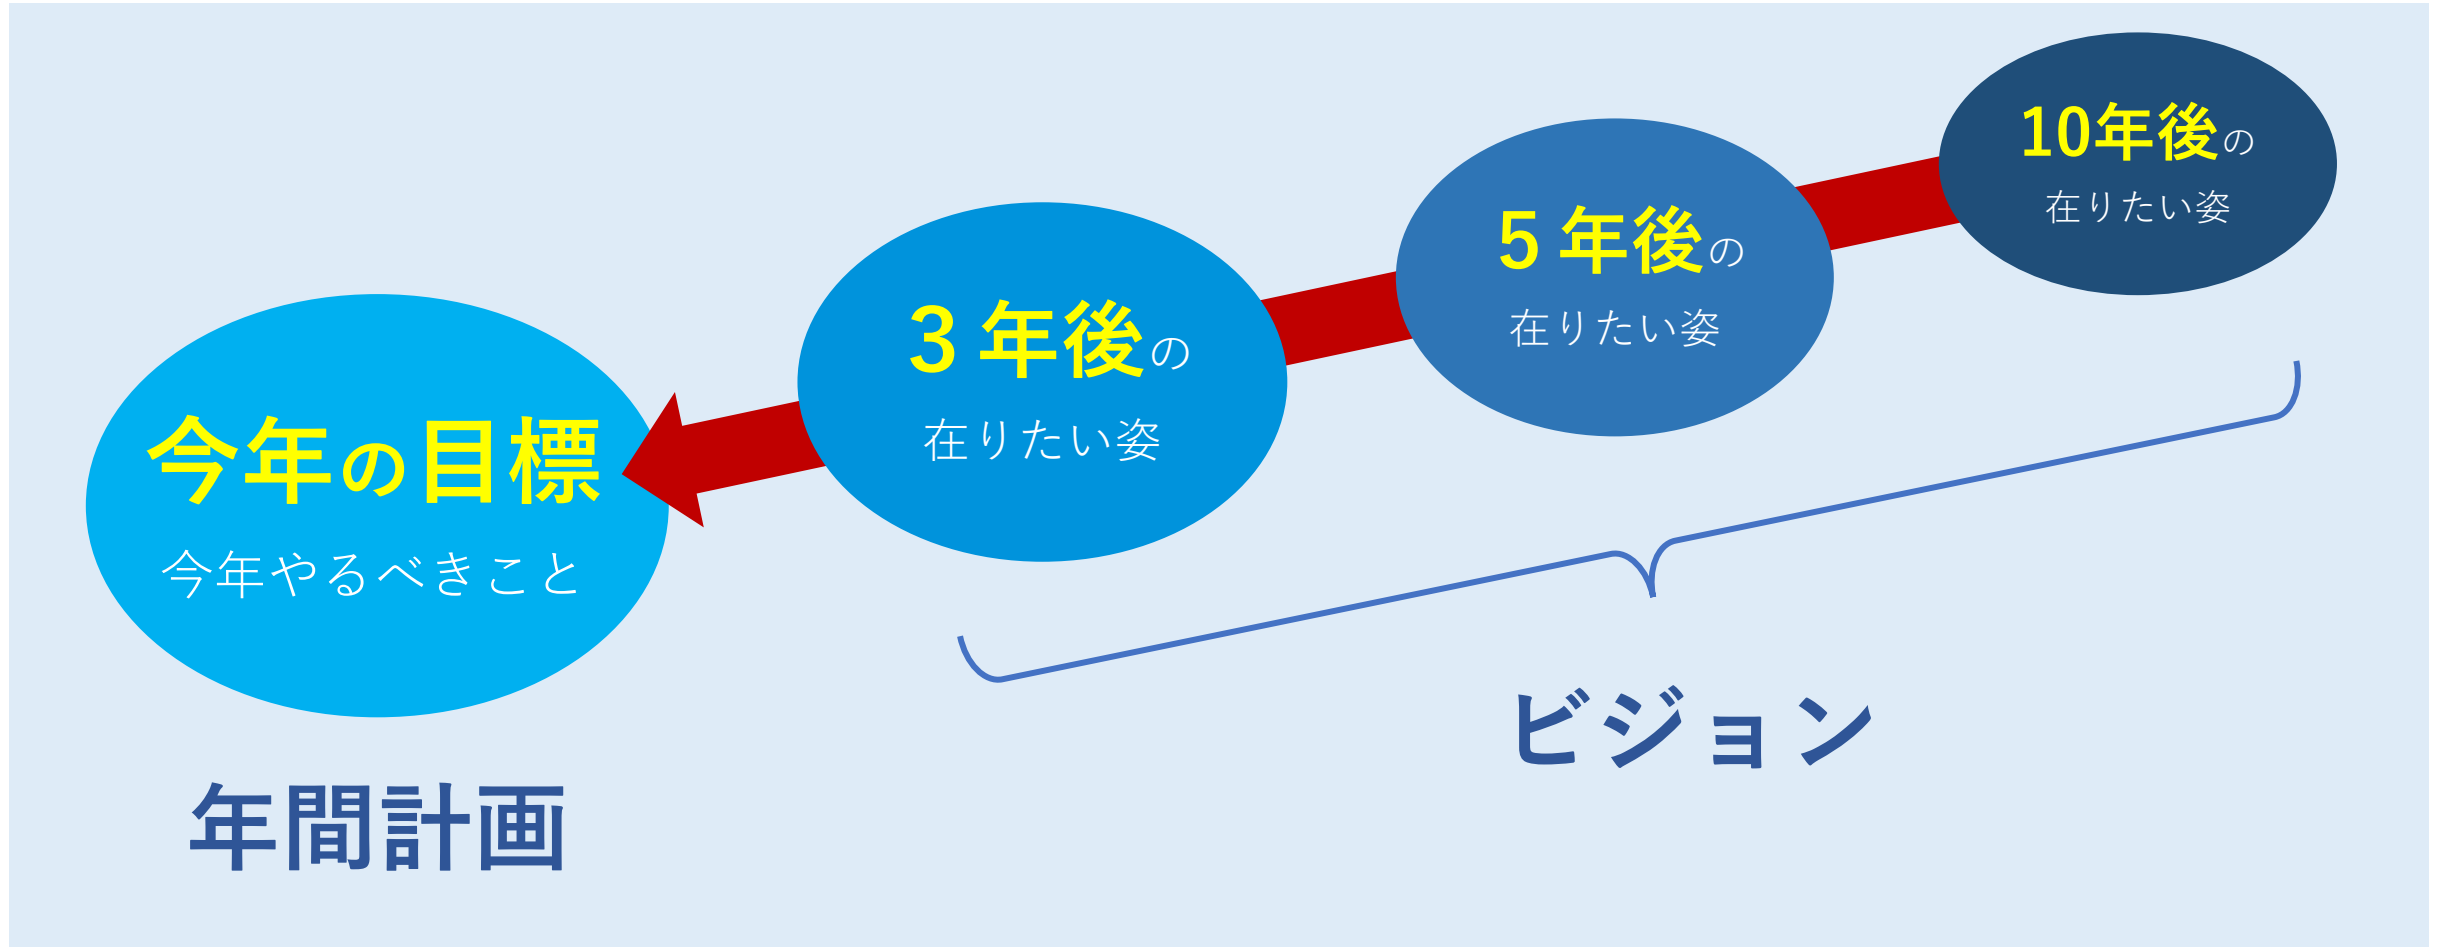 10年後の
在りたい姿
5 年後の
在りたい姿
3 年後の
在りたい姿
今年の目標
今年やるべきこと
ビジョン
年間計画